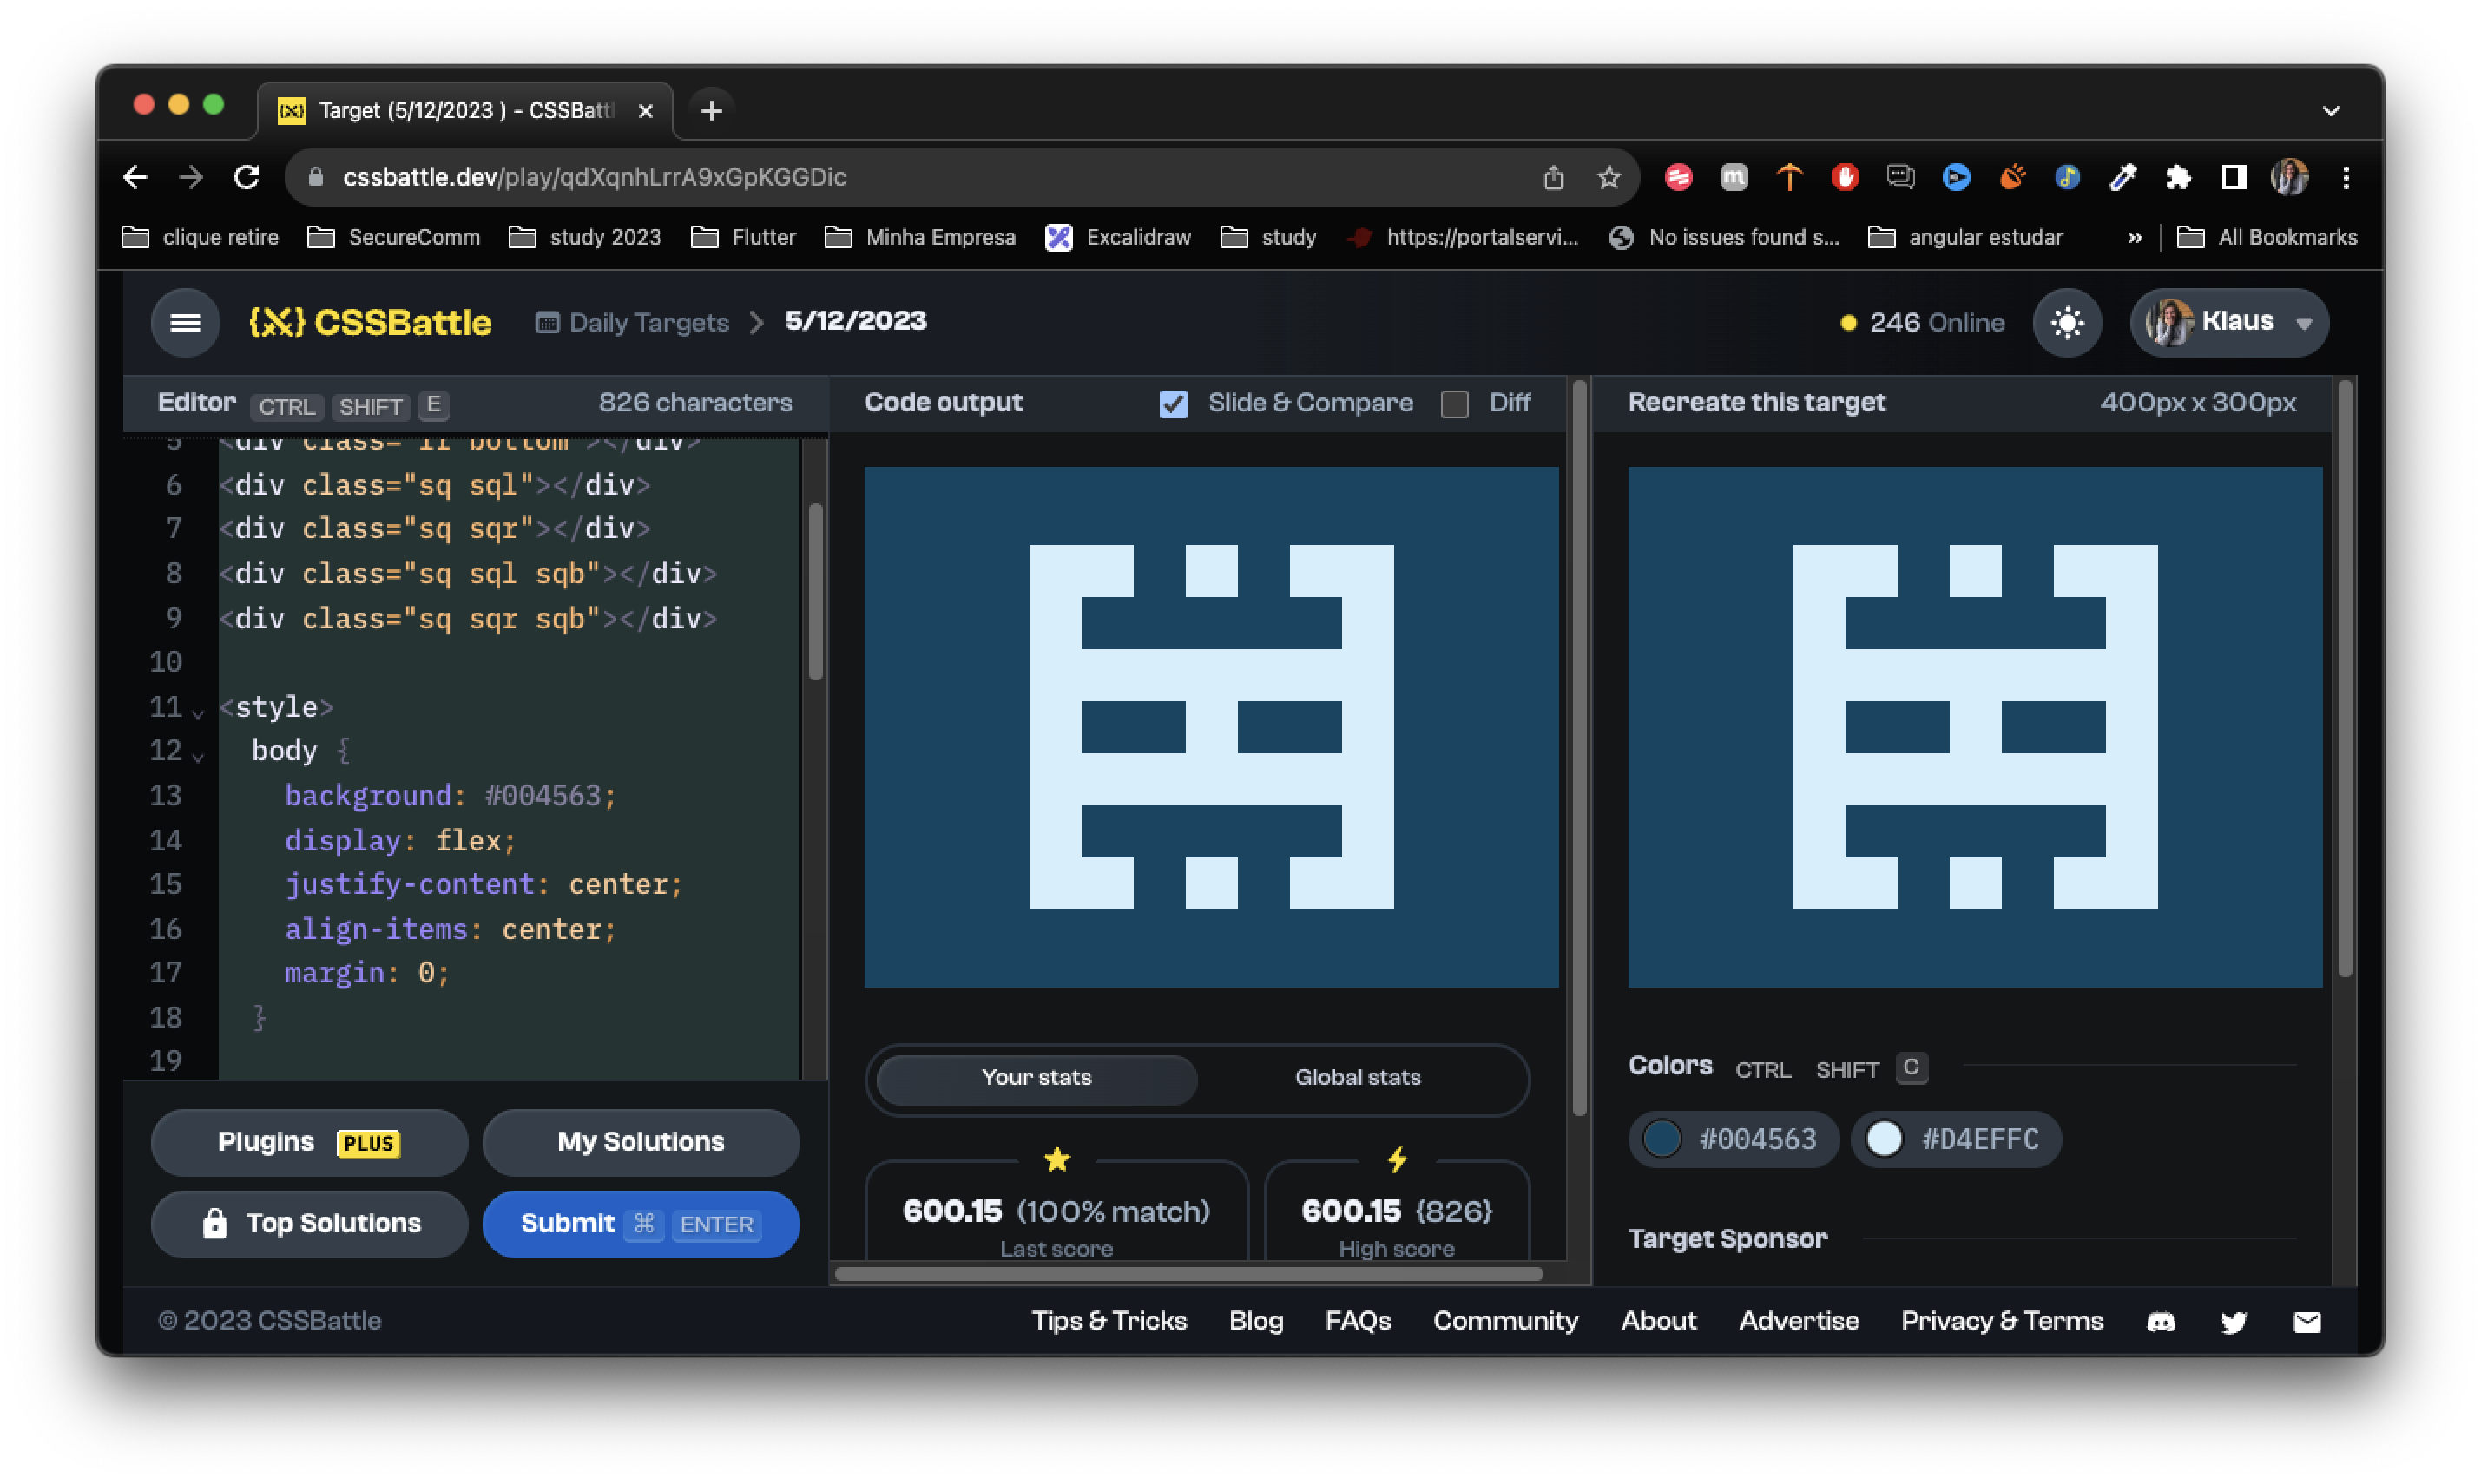 Target (5/12/2023 ) - CSSBattl
cssbattle.dev/play/qdXqnhLrrA9xGpKGGDic
clique retire SecureComm study 2023 Flutter Minha Empresa Excalidraw study https://portalservi... No issues found s... angular estudar » All Bookmarks
{X} CSSBattle Daily Targets 5/12/2023 246 Online Klaus
Editor CTRL SHIFT E 826 characters
Code output Slide & Compare Diff
Recreate this target 400px x 300px
5 <div class="ll bottom"></div>
6 <div class="sq sql"></div>
7 <div class="sq sqr"></div>
8 <div class="sq sql sqb"></div>
9 <div class="sq sqr sqb"></div>
10
11 <style>
12 body {
13 background: #004563;
14 display: flex;
15 justify-content: center;
16 align-items: center;
17 margin: 0;
18 }
19
Plugins PLUS My Solutions
Top Solutions Submit ⌘ ENTER
Your stats Global stats
600.15 (100% match)
Last score
600.15 {826}
High score
Colors CTRL SHIFT C
#004563 #D4EFFC
Target Sponsor
© 2023 CSSBattle Tips & Tricks Blog FAQs Community About Advertise Privacy & Terms